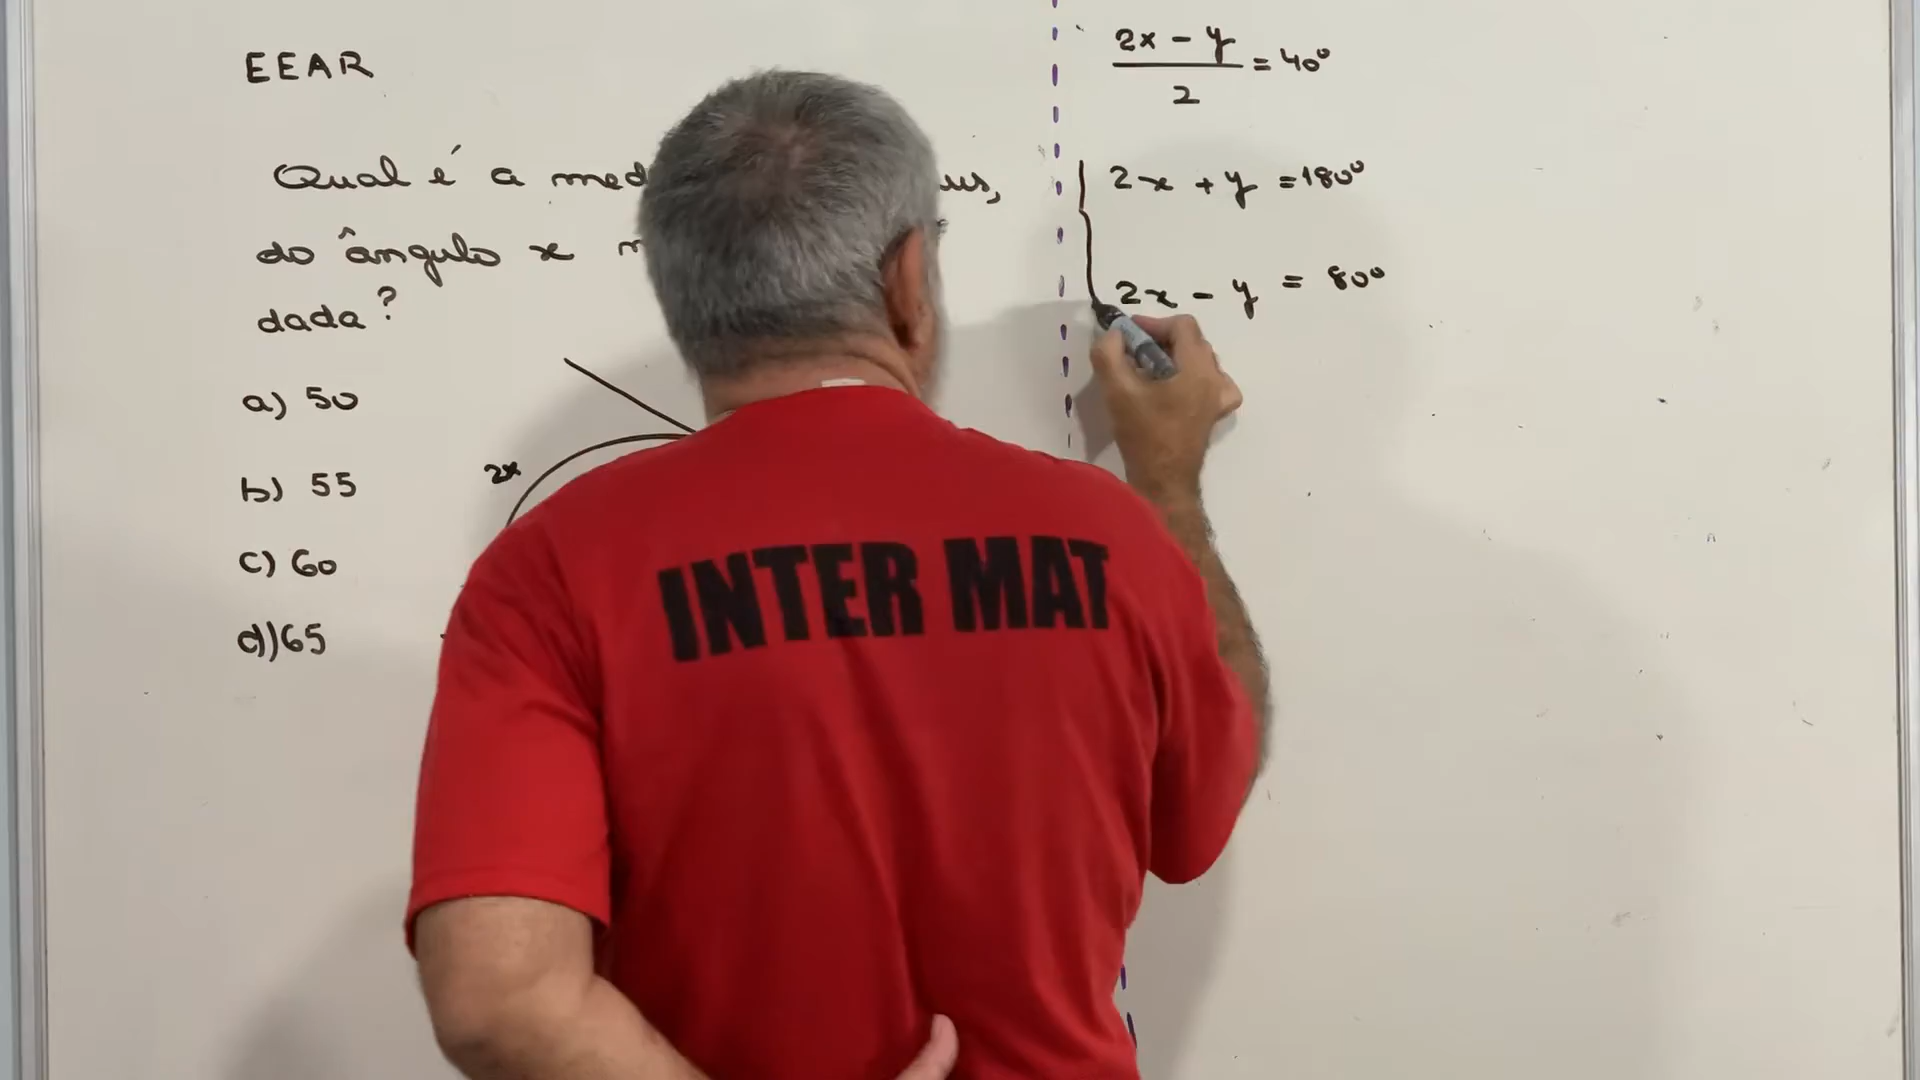 EEAR
Qual é a
do ângulo x
dada?
a) 50
b) 55
c) 60
d) 65
2x
INTER MAT
2x - y
2
= 40°
2x + y = 180°
2x - y = 80°